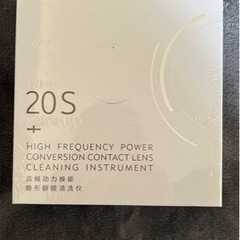 20S
HIGH FREQUENCY POWER
CONVERSION CONTACT LENS
CLEANING INSTRUMENT
高频动力换能
隐形眼镜清洗仪